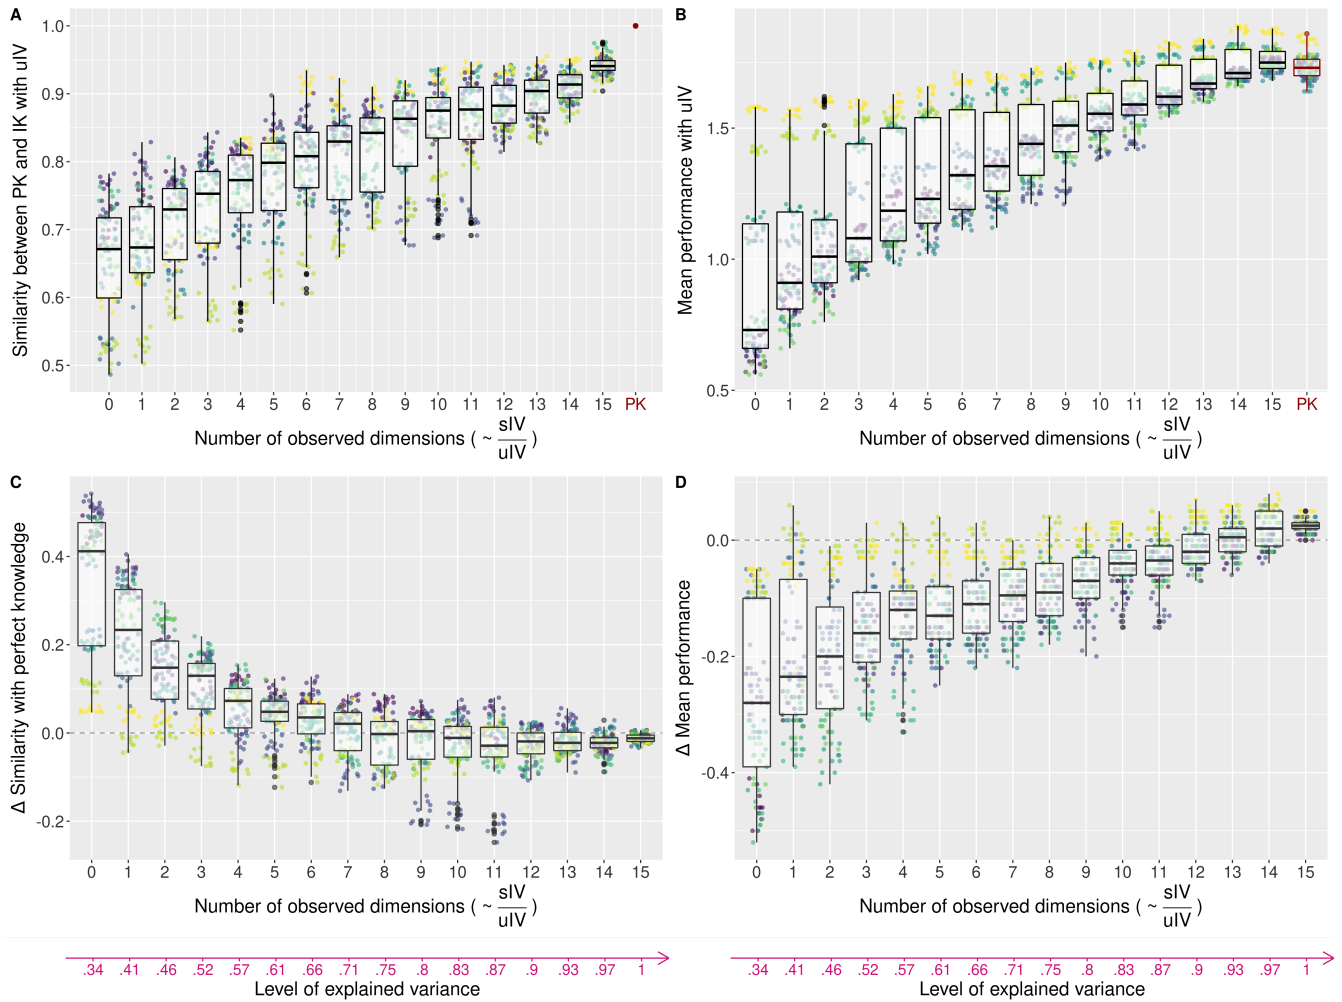 A
Similarity between PK and IK with uIV
1.0
0.9
0.8
0.7
0.6
0.5
0 1 2 3 4 5 6 7 8 9 10 11 12 13 14 15 PK
Number of observed dimensions ( ~ sIV
uIV )
B
Mean performance with uIV
1.5
1.0
0.5
0 1 2 3 4 5 6 7 8 9 10 11 12 13 14 15 PK
Number of observed dimensions ( ~ sIV
uIV )
C
Δ Similarity with perfect knowledge
0.4
0.2
0.0
-0.2
0 1 2 3 4 5 6 7 8 9 10 11 12 13 14 15
Number of observed dimensions ( ~ sIV
uIV )
D
Δ Mean performance
0.0
-0.2
-0.4
0 1 2 3 4 5 6 7 8 9 10 11 12 13 14 15
Number of observed dimensions ( ~ sIV
uIV )
.34 .41 .46 .52 .57 .61 .66 .71 .75 .8 .83 .87 .9 .93 .97 1
Level of explained variance
.34 .41 .46 .52 .57 .61 .66 .71 .75 .8 .83 .87 .9 .93 .97 1
Level of explained variance